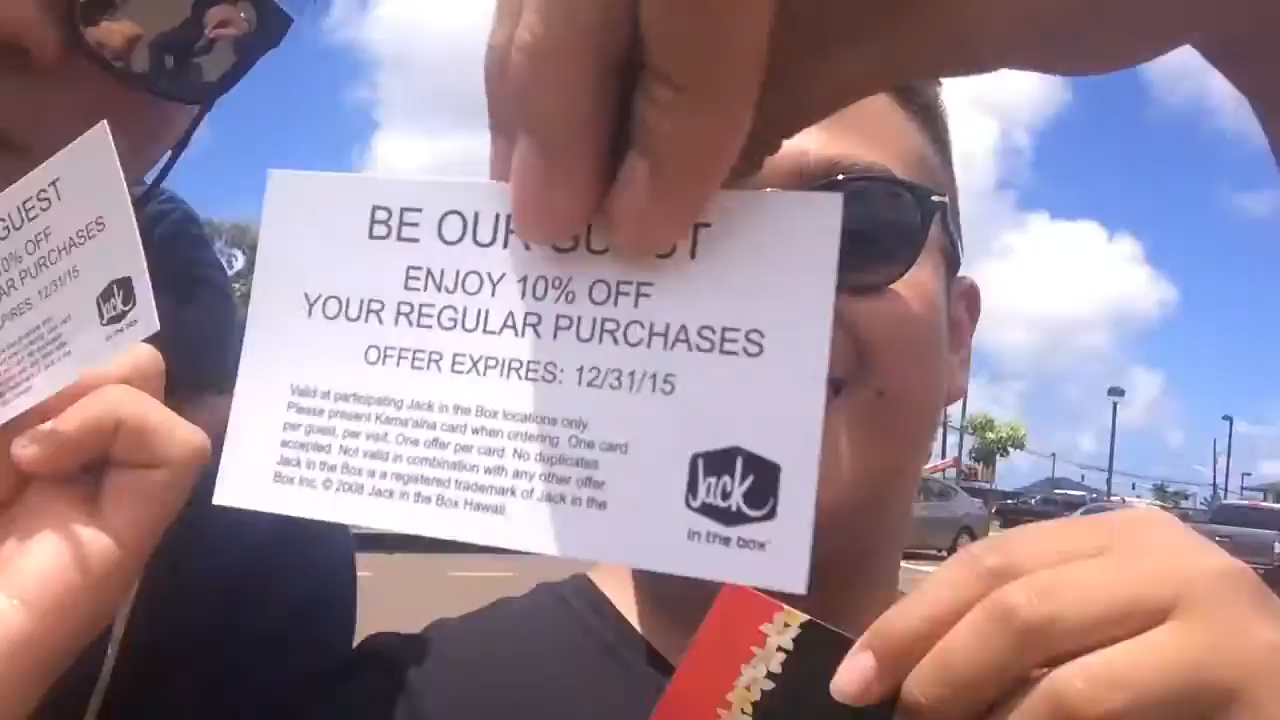 BE OUR GUEST
ENJOY 10% OFF
YOUR REGULAR PURCHASES
OFFER EXPIRES: 12/31/15
Valid at participating Jack in the Box locations only.
Please present Kama'aina card when ordering. One card
per guest, per visit. One offer per card. No duplicates
accepted. Not valid in combination with any other offer
Jack in the Box is a registered trademark of Jack in the
Box Inc. © 2008 Jack in the Box Hawaii
Jack
in the box
GUEST
0% OFF
AR PURCHASES
PIRES: 12/31/15
Jack
in the box